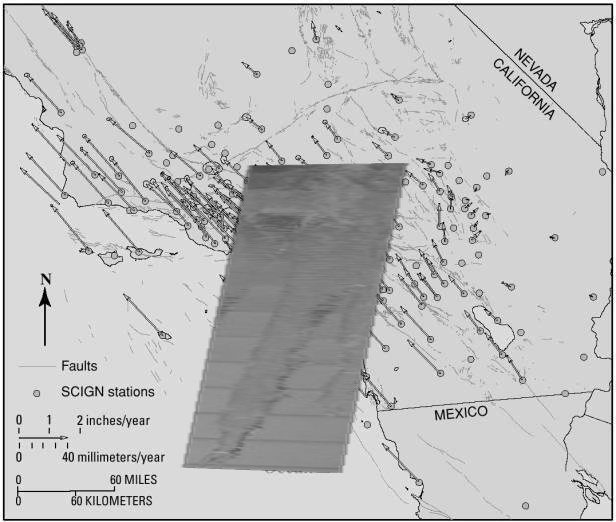 NEVADA
CALIFORNIA
N
Faults
SCIGN stations
0 1 2 inches/year
0 40 millimeters/year
0 60 MILES
0 60 KILOMETERS
MEXICO